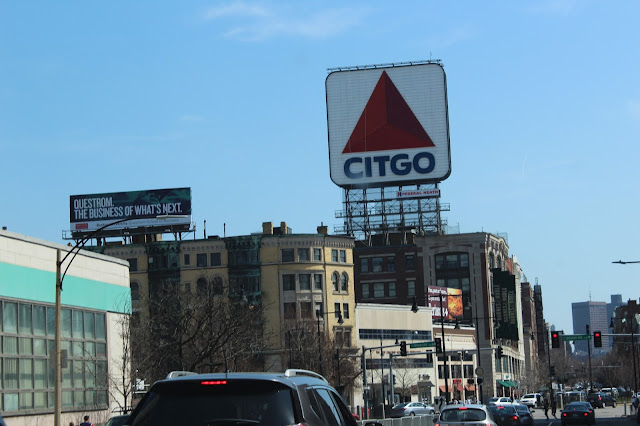 CITGO
QUESTROM.
THE BUSINESS OF WHAT'S NEXT.